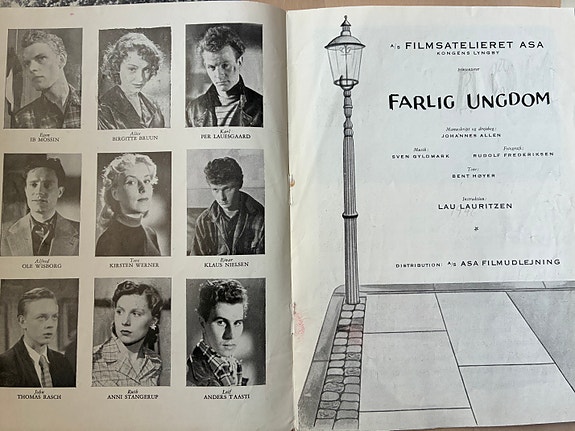 Egon
IB MOSSIN
Alice
BIRGITTE BRUUN
Karl
PER LAUESGAARD
Alfred
OLE WISBORG
Tove
KIRSTEN WERNER
Ejnar
KLAUS NIELSEN
John
THOMAS RASCH
Ruth
ANNI STANGERUP
Leif
ANDERS TAASTI
A/S FILMSATELIERET ASA
KONGENS LYNGBY
præsenterer
FARLIG UNGDOM
Manuskript og drejebog:
JOHANNES ALLEN
Musik:
SVEN GYLDMARK
Fotografi:
RUDOLF FREDERIKSEN
Tone:
BENT HØYER
Instruktion:
LAU LAURITZEN
DISTRIBUTION: A/S ASA FILMUDLEJNING